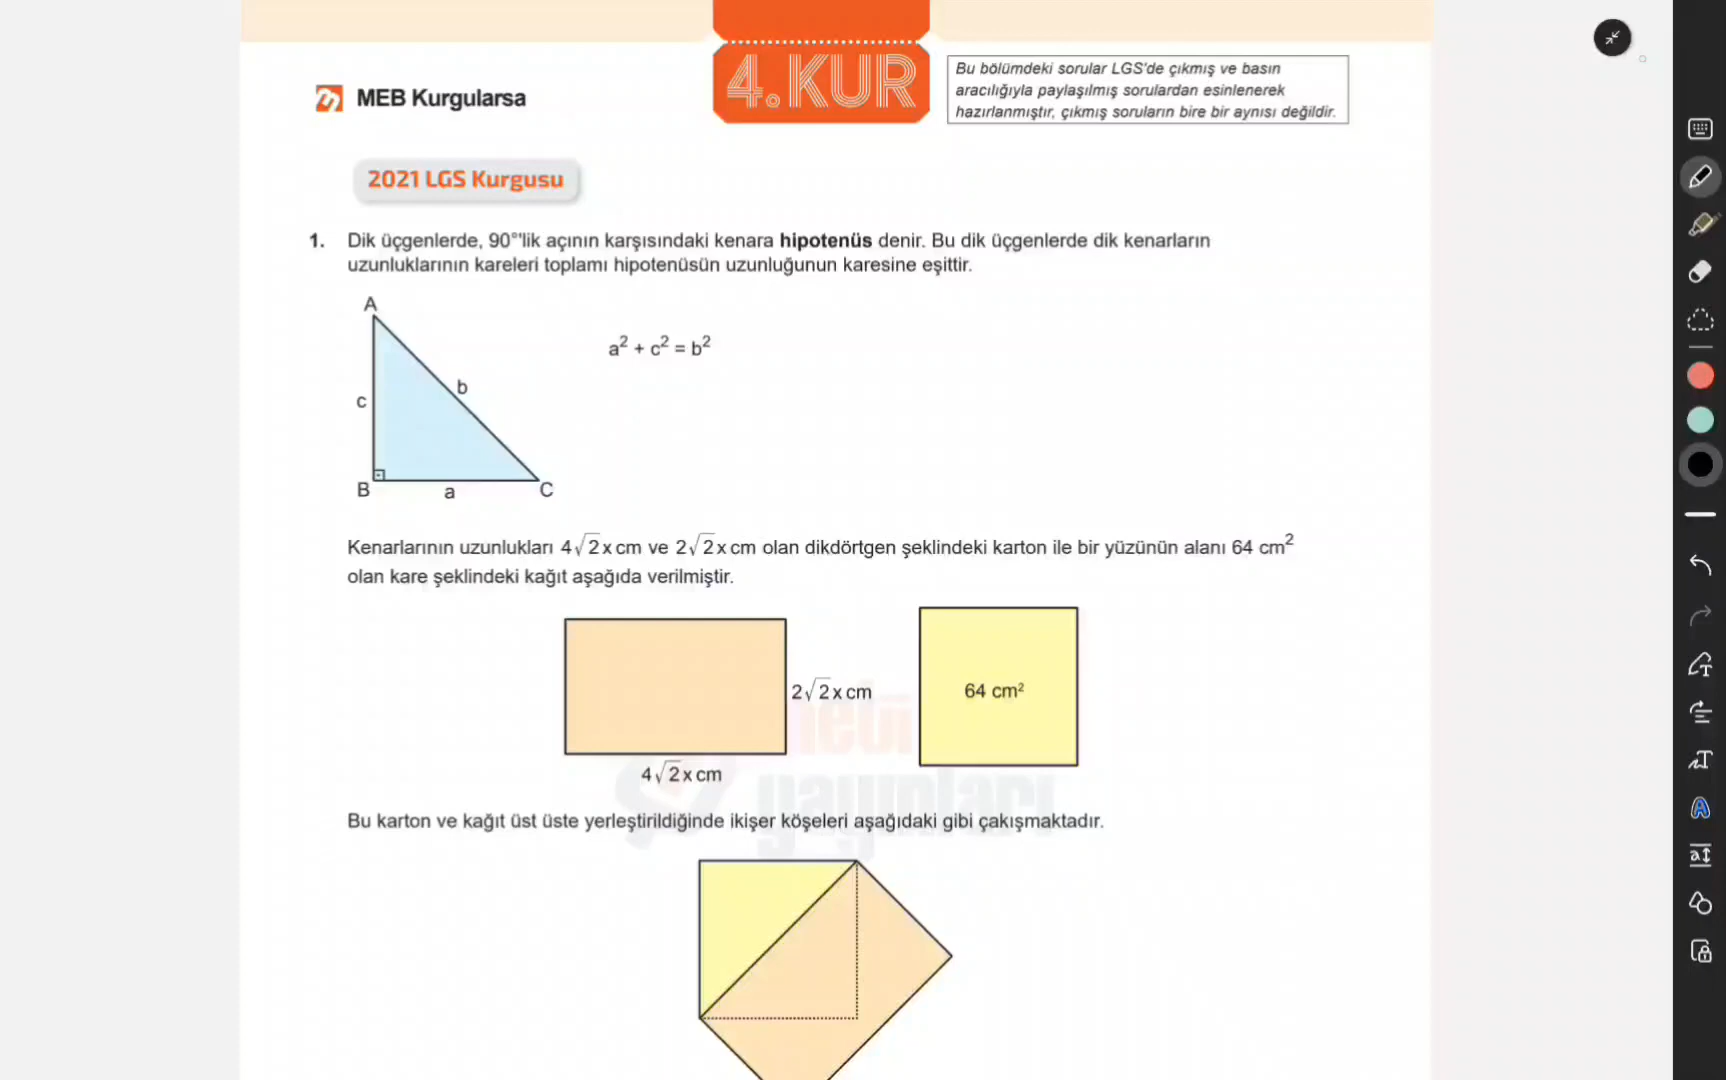 4.KUR
MEB Kurgularsa
Bu bölümdeki sorular LGS'de çıkmış ve basın
aracılığıyla paylaşılmış sorulardan esinlenerek
hazırlanmıştır, çıkmış soruların bire bir aynısı değildir.
2021 LGS Kurgusu
1. Dik üçgenlerde, 90°'lik açının karşısındaki kenara hipotenüs denir. Bu dik üçgenlerde dik kenarların
uzunluklarının kareleri toplamı hipotenüsün uzunluğunun karesine eşittir.
A
a² + c² = b²
b
c
B
a
C
Kenarlarının uzunlukları 4√2x cm ve 2√2x cm olan dikdörtgen şeklindeki karton ile bir yüzünün alanı 64 cm²
olan kare şeklindeki kağıt aşağıda verilmiştir.
2√2x cm
64 cm²
4√2x cm
yayınları
Bu karton ve kağıt üst üste yerleştirildiğinde ikişer köşeleri aşağıdaki gibi çakışmaktadır.